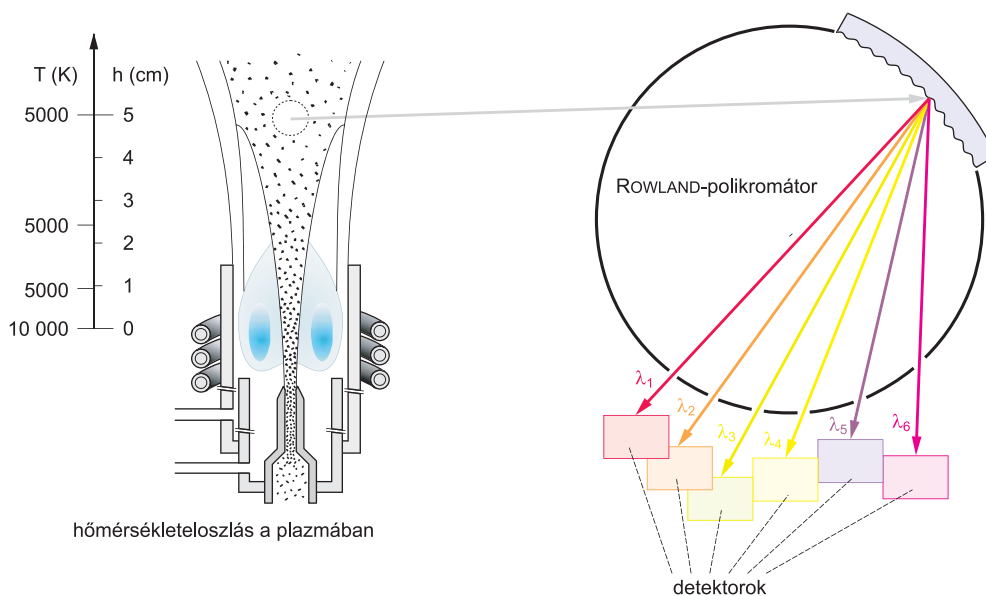 T (K) h (cm)
5000 5
4
3
5000 2
5000 1
10 000 0
hőmérsékleteloszlás a plazmában
ROWLAND-polikromátor
λ1
λ2
λ3
λ4
λ5
λ6
detektorok